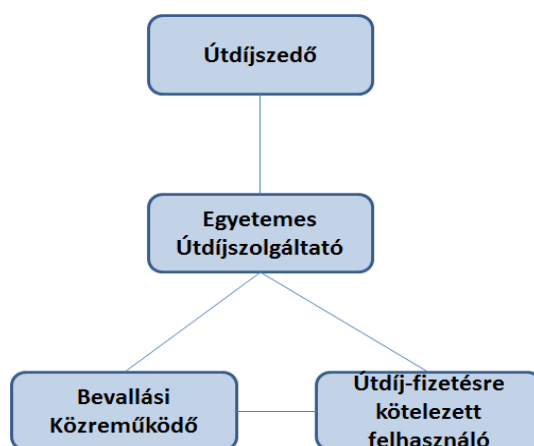 Útdíjszedő
Egyetemes
Útdíjszolgáltató
Bevallási
Közreműködő
Útdíj-fizetésre
kötelezett
felhasználó